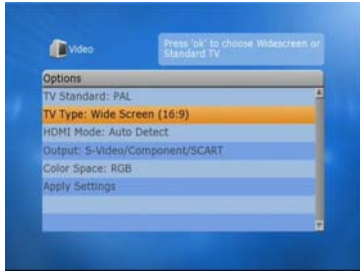 Video
Press 'ok' to choose Widescreen or
Standard TV
Options
TV Standard: PAL
TV Type: Wide Screen (16:9)
HDMI Mode: Auto Detect
Output: S-Video/Component/SCART
Color Space: RGB
Apply Settings